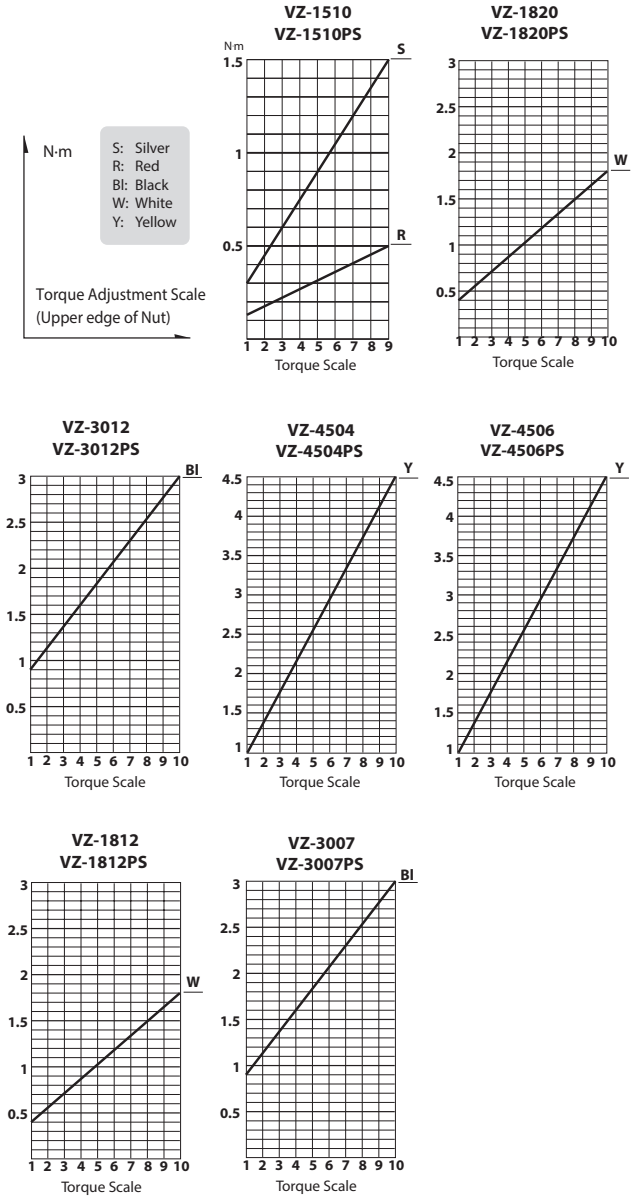 VZ-1510
VZ-1510PS
N·m
S
1.5
1
0.5
R
1 2 3 4 5 6 7 8 9
Torque Scale
VZ-1820
VZ-1820PS
3
2.5
2
W
1.5
1
0.5
1 2 3 4 5 6 7 8 9 10
Torque Scale
N·m
S: Silver
R: Red
Bl: Black
W: White
Y: Yellow
Torque Adjustment Scale
(Upper edge of Nut)
VZ-3012
VZ-3012PS
Bl
3
2.5
2
1.5
1
0.5
1 2 3 4 5 6 7 8 9 10
Torque Scale
VZ-4504
VZ-4504PS
Y
4.5
4
3.5
3
2.5
2
1.5
1
1 2 3 4 5 6 7 8 9 10
Torque Scale
VZ-4506
VZ-4506PS
Y
4.5
4
3.5
3
2.5
2
1.5
1
1 2 3 4 5 6 7 8 9 10
Torque Scale
VZ-1812
VZ-1812PS
3
2.5
2
W
1.5
1
0.5
1 2 3 4 5 6 7 8 9 10
Torque Scale
VZ-3007
VZ-3007PS
Bl
3
2.5
2
1.5
1
0.5
1 2 3 4 5 6 7 8 9 10
Torque Scale